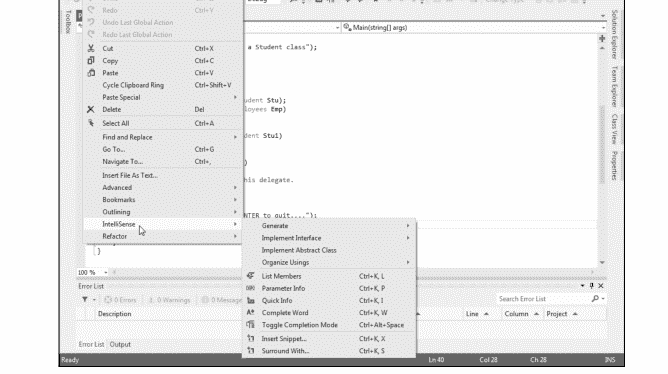 Redo Ctrl+Y
Undo Last Global Action
Redo Last Global Action
Cut Ctrl+X
Copy Ctrl+C
Paste Ctrl+V
Cycle Clipboard Ring Ctrl+Shift+V
Paste Special
Delete Del
Select All Ctrl+A
Find and Replace
Go To... Ctrl+G
Navigate To... Ctrl+,
Insert File As Text...
Advanced
Bookmarks
Outlining
IntelliSense
Refactor
Generate
Implement Interface
Implement Abstract Class
Organize Usings
List Members Ctrl+K, L
Parameter Info Ctrl+K, P
Quick Info Ctrl+K, I
Complete Word Ctrl+K, W
Toggle Completion Mode Ctrl+Alt+Space
Insert Snippet... Ctrl+K, X
Surround With... Ctrl+K, S
Toolbox
Main(string[] args)
a Student class");
udent Stu);
loyees Emp)
dent Stu1)
)
his delegate.
NTER to quit....");
}
Solution Explorer
Team Explorer
Class View
Properties
100 %
Error List
0 Errors 0 Warnings 0 Message
Search Error List
Description Line Column Project
Error List Output
Ready Ln 40 Col 28 Ch 28 INS